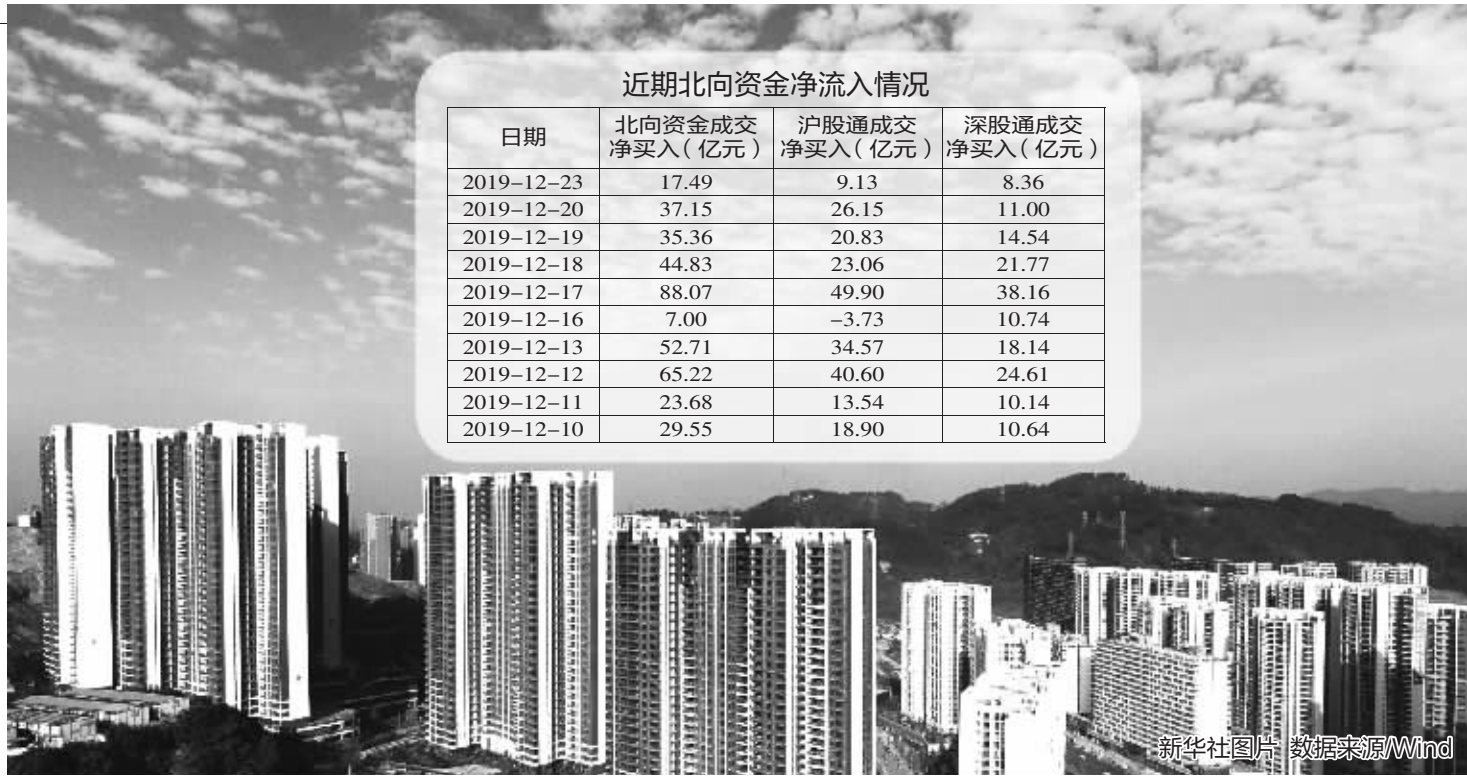 近期北向资金净流入情况
日期 北向资金成交净买入（亿元） 沪股通成交净买入（亿元） 深股通成交净买入（亿元）
2019-12-23 17.49 9.13 8.36
2019-12-20 37.15 26.15 11.00
2019-12-19 35.36 20.83 14.54
2019-12-18 44.83 23.06 21.77
2019-12-17 88.07 49.90 38.16
2019-12-16 7.00 -3.73 10.74
2019-12-13 52.71 34.57 18.14
2019-12-12 65.22 40.60 24.61
2019-12-11 23.68 13.54 10.14
2019-12-10 29.55 18.90 10.64
新华社图片 数据来源/Wind